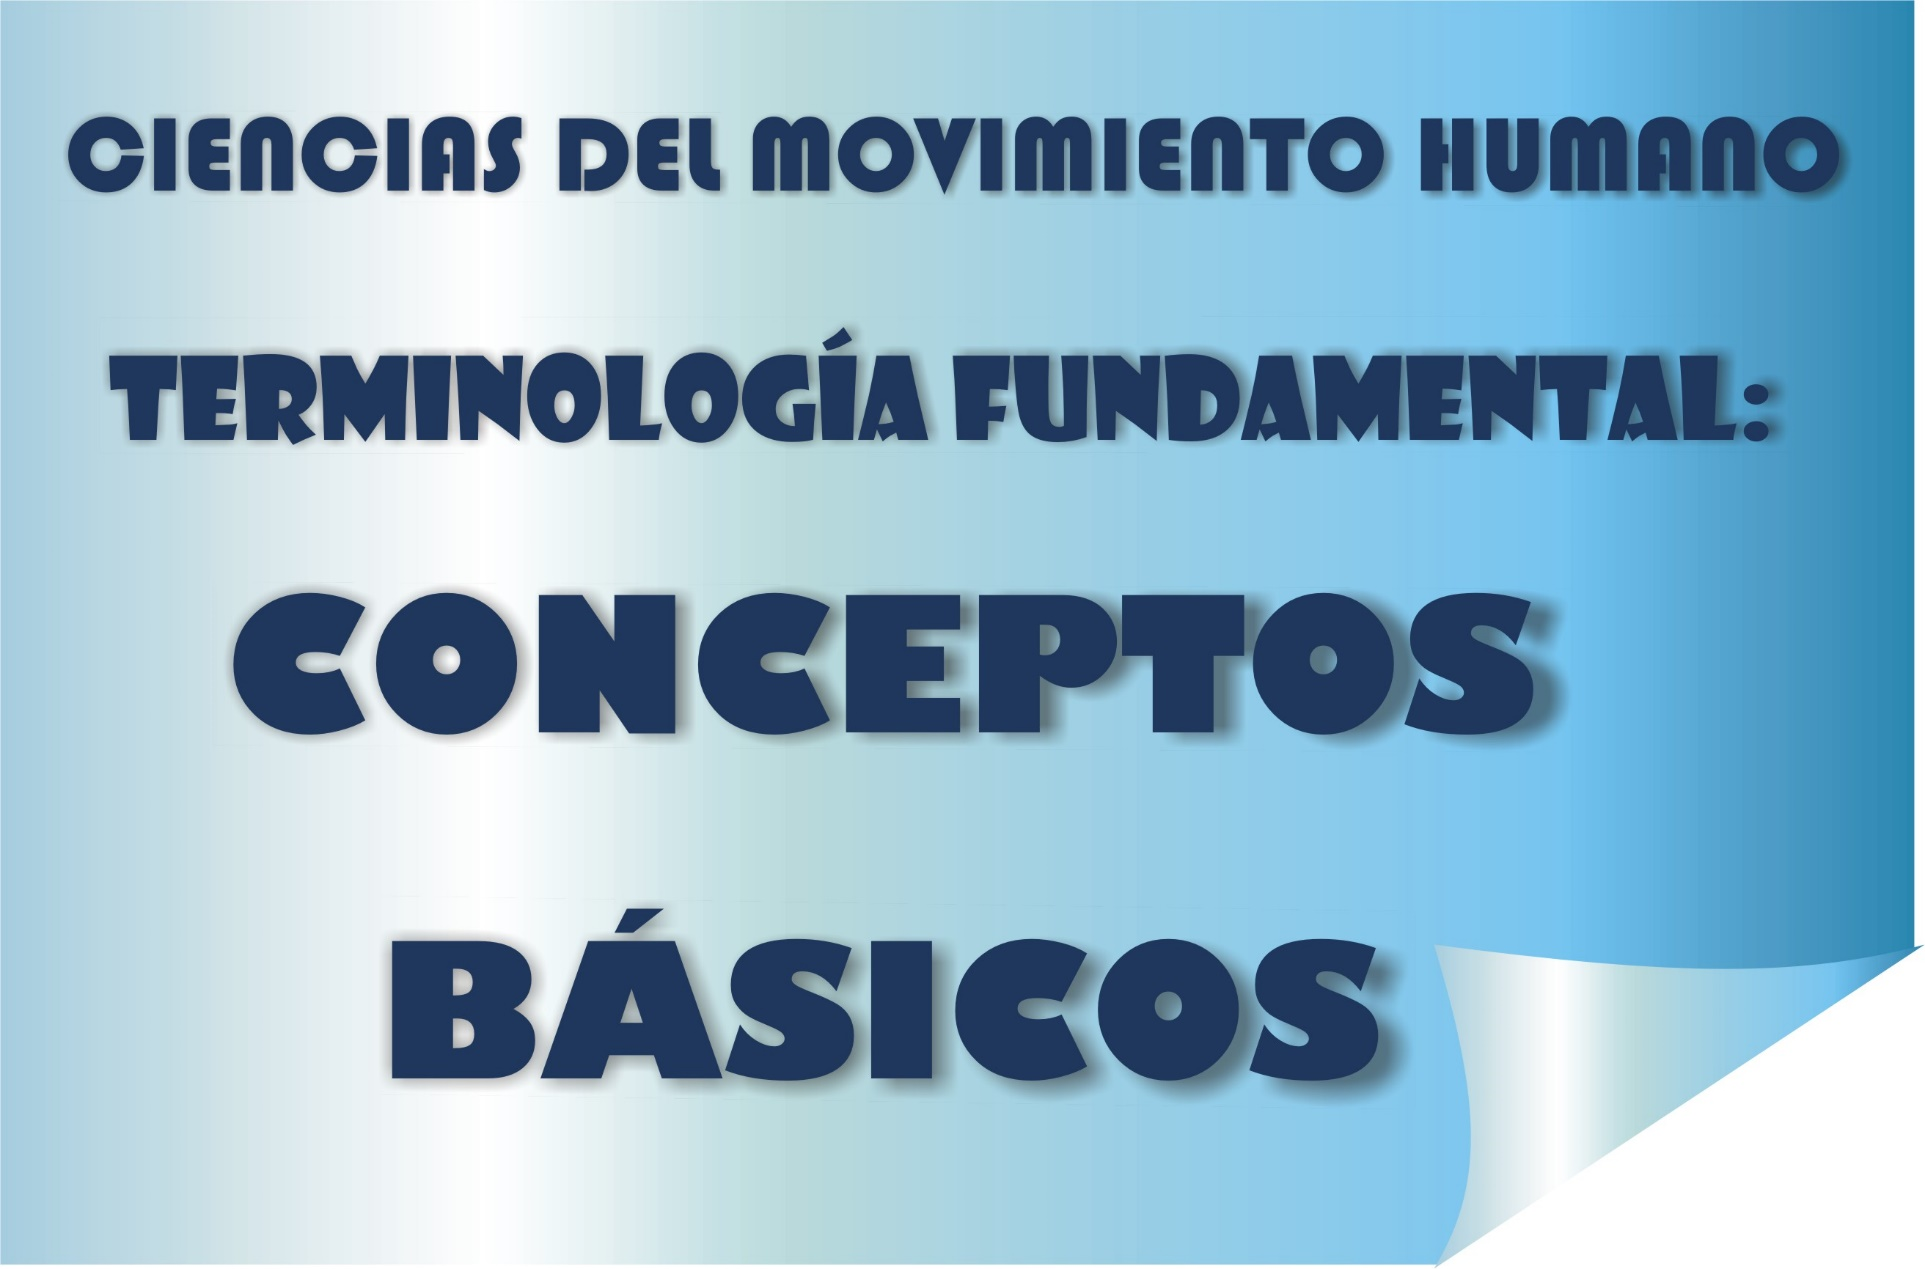 CIENCIAS DEL MOVIMIENTO HUMANO
TERMINOLOGÍA FUNDAMENTAL:
CONCEPTOS
BÁSICOS